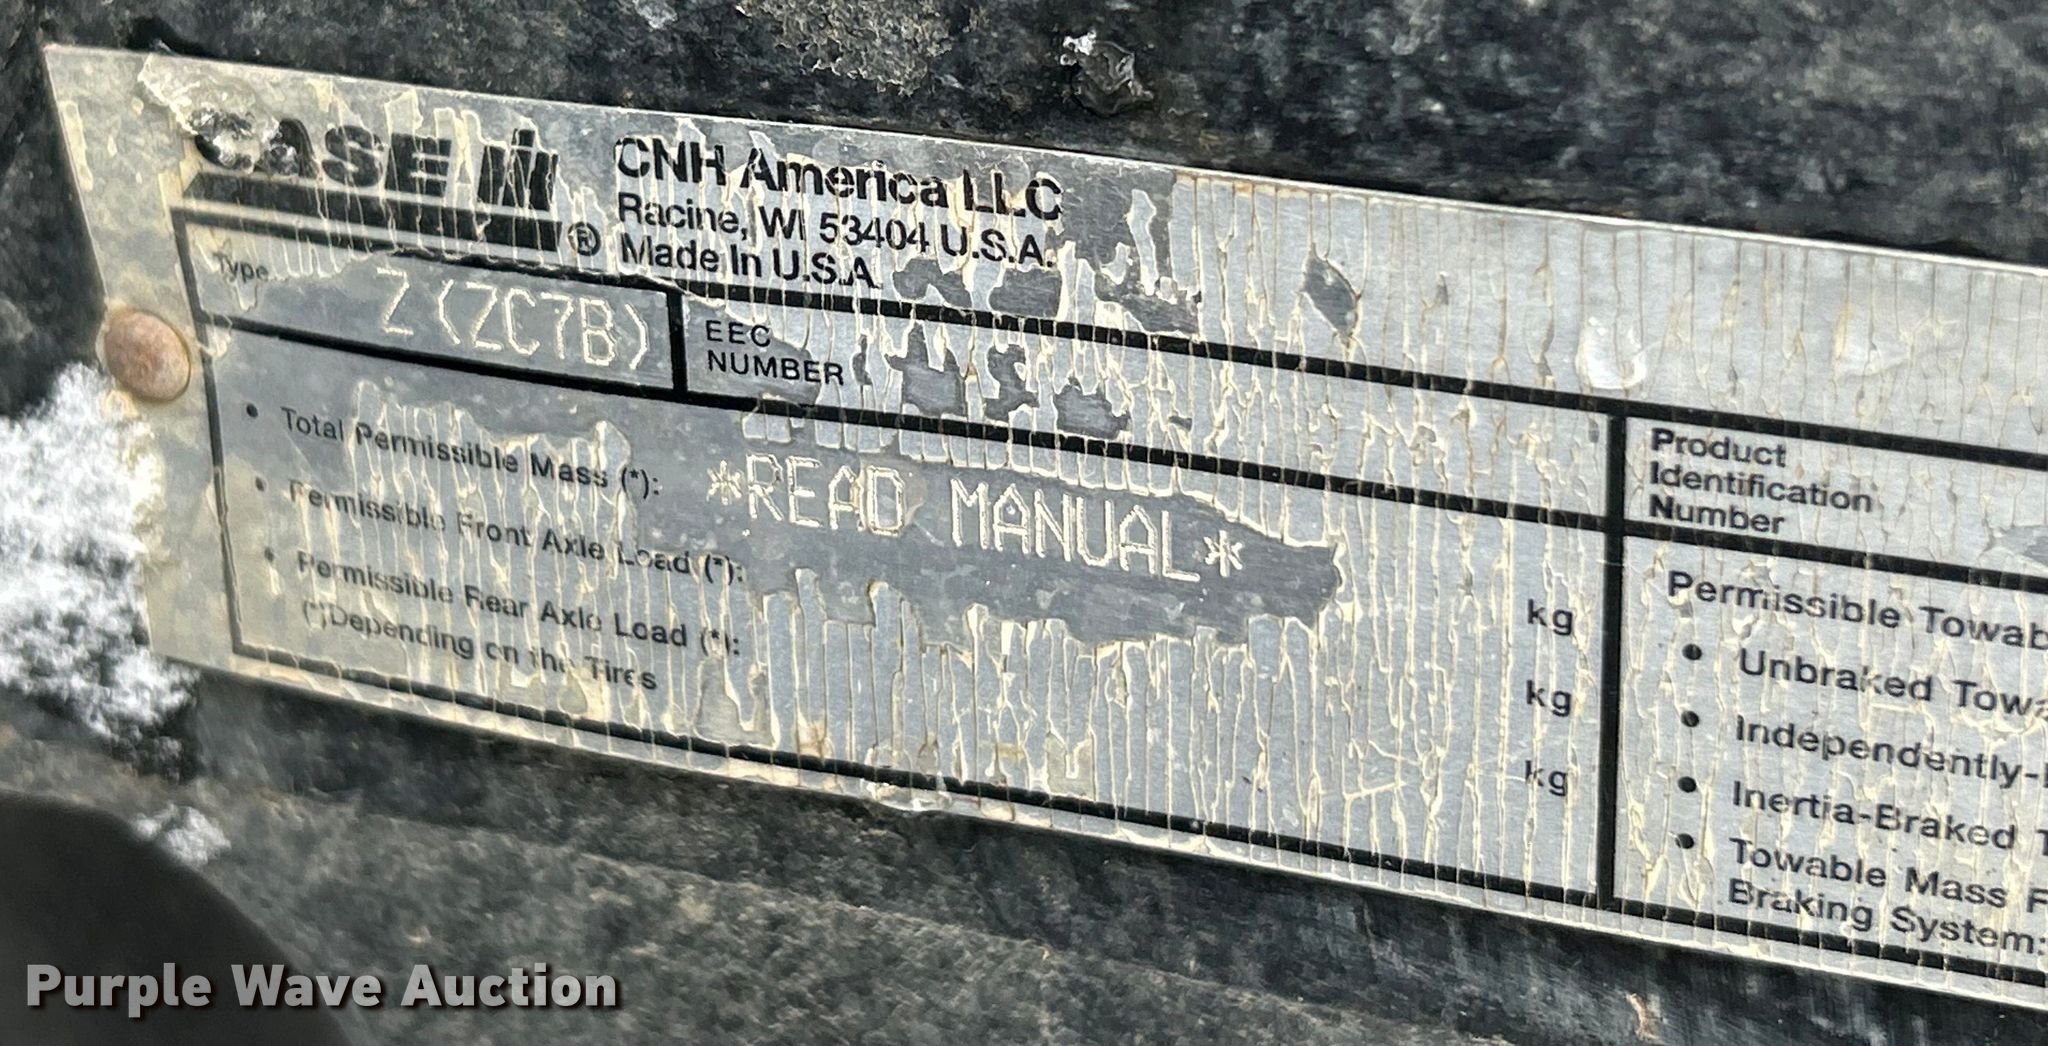 CASE IH ®
CNH America LLC
Racine, WI 53404 U.S.A.
Made In U.S.A.
Type
Z (ZC7B)
EEC
NUMBER
• Total Permissible Mass (*):
*READ MANUAL*
kg
• Permissible Front Axle Load (*):
kg
• Permissible Rear Axle Load (*):
kg
(*)Depending on the Tires
Product
Identification
Number
Permissible Towab
• Unbraked Towa
• Independently-
• Inertia-Braked T
• Towable Mass F
Braking System:
Purple Wave Auction